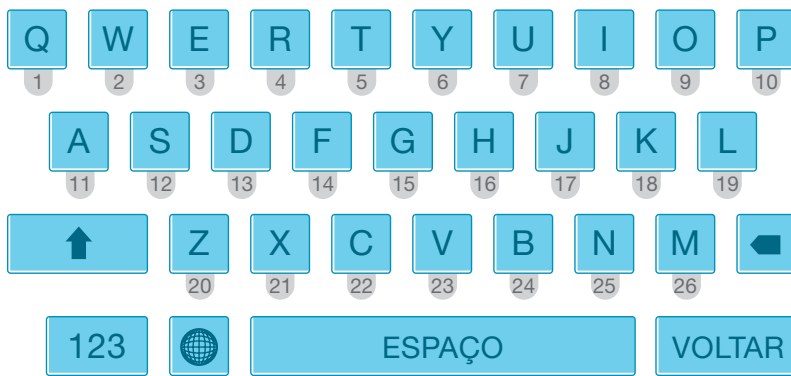 Q W E R T Y U I O P
1 2 3 4 5 6 7 8 9 10
A S D F G H J K L
11 12 13 14 15 16 17 18 19
Z X C V B N M
20 21 22 23 24 25 26
123 ESPAÇO VOLTAR